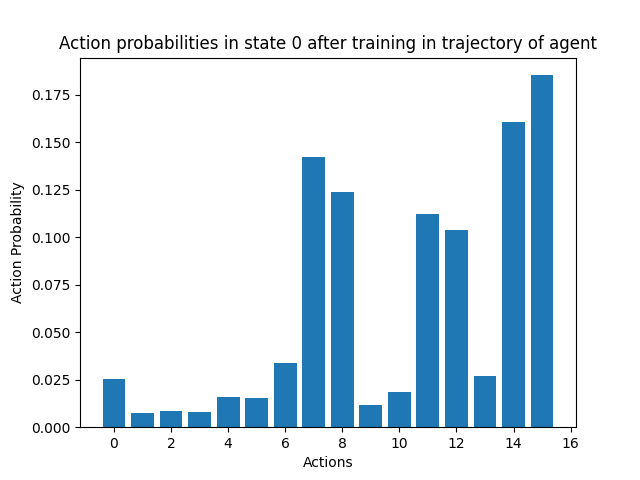 Action probabilities in state 0 after training in trajectory of agent
0.175
0.150
0.125
0.100
0.075
0.050
0.025
0.000
Action Probability
0 2 4 6 8 10 12 14 16
Actions